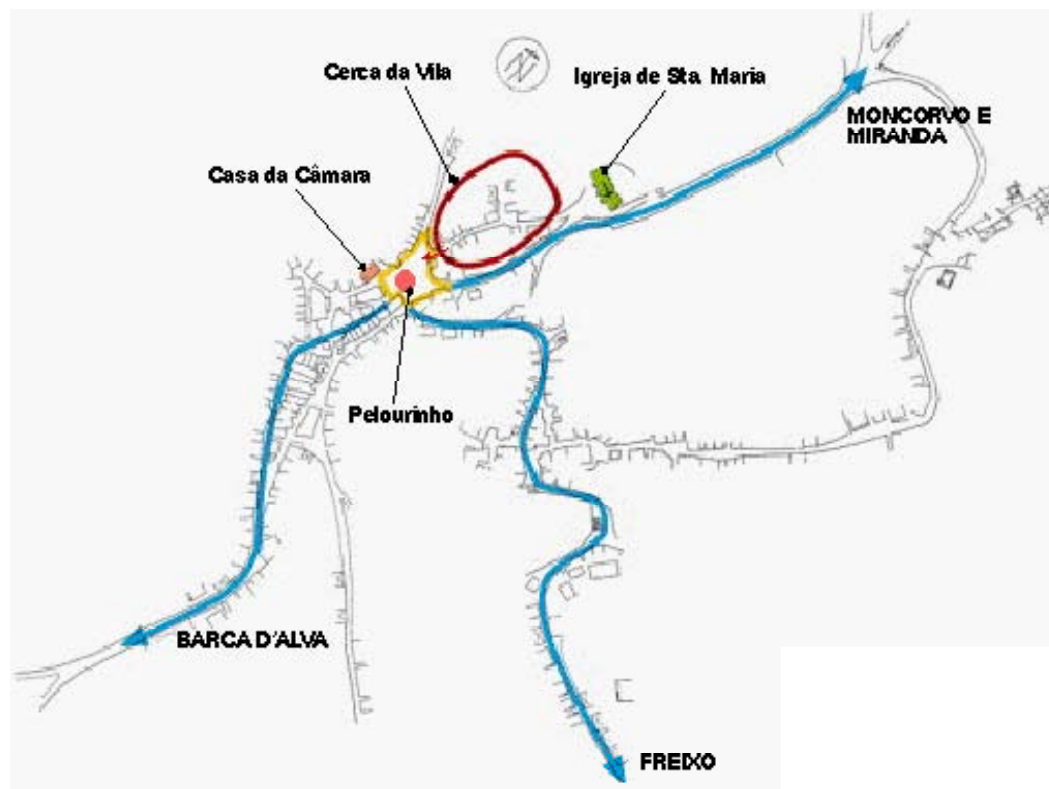 Cerca da Vila
Igreja de Sta. Maria
MONCORVO E
MIRANDA
Casa da Câmara
Pelourinho
BARCA D'ALVA
FREIXO